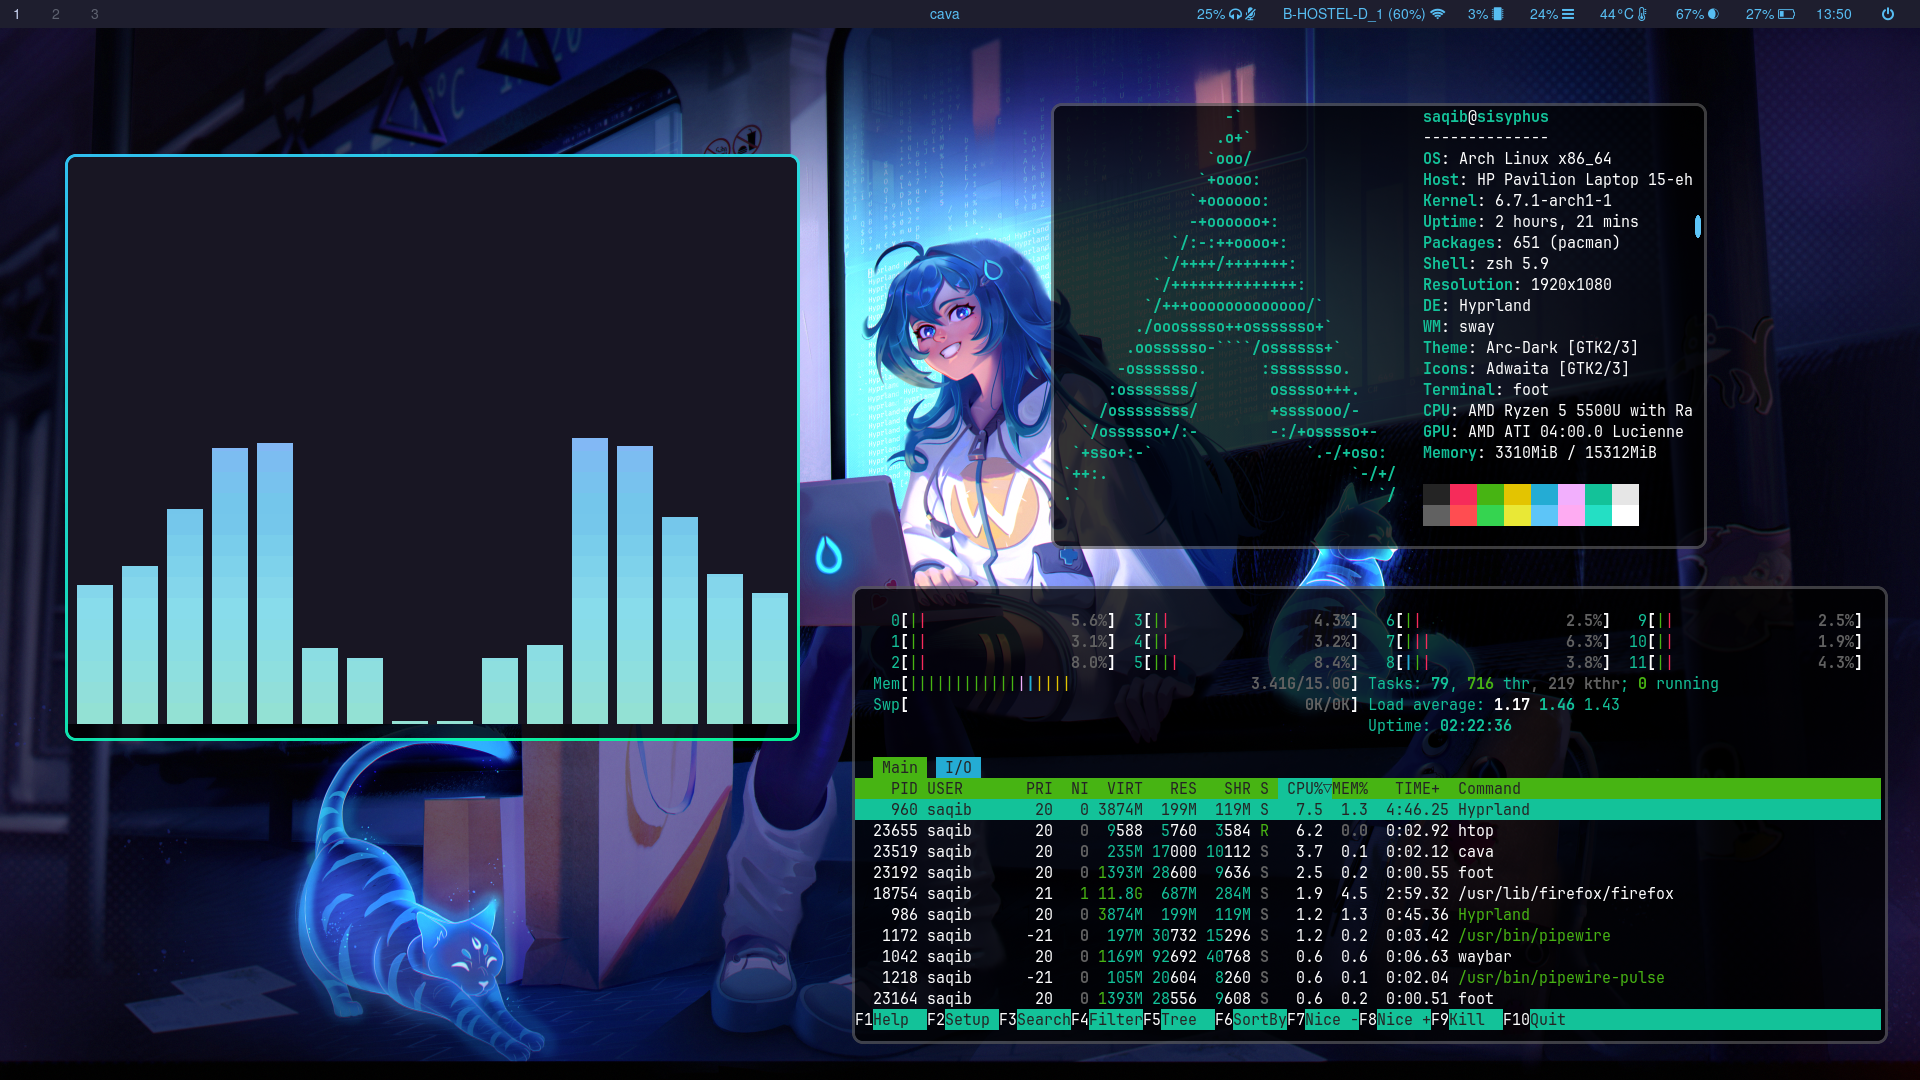 1 2 3 cava 25% B-HOSTEL-D_1 (60%) 3% 24% 44°C 67% 27% 13:50
-`
.o+`
`ooo/
`+oooo:
`+oooooo:
-+oooooo+:
`/:-:++oooo+:
`/++++/+++++++:
`/++++++++++++++:
`/+++ooooooooooooo/`
./ooosssso++osssssso+`
.oossssso-````/ossssss+`
-osssssso. :ssssssso.
:osssssss/ osssso+++.
/ossssssss/ +ssssooo/-
`/ossssso+/:- -:/+osssso+-
`+sso+:-` `.-/+oso:
`++:. `-/+/
.` `/
saqib@sisyphus
--------------
OS: Arch Linux x86_64
Host: HP Pavilion Laptop 15-eh
Kernel: 6.7.1-arch1-1
Uptime: 2 hours, 21 mins
Packages: 651 (pacman)
Shell: zsh 5.9
Resolution: 1920x1080
DE: Hyprland
WM: sway
Theme: Arc-Dark [GTK2/3]
Icons: Adwaita [GTK2/3]
Terminal: foot
CPU: AMD Ryzen 5 5500U with Ra
GPU: AMD ATI 04:00.0 Lucienne
Memory: 3310MiB / 15312MiB
0[|| 5.6%] 3[|| 4.3%] 6[|| 2.5%] 9[|| 2.5%]
1[|| 3.1%] 4[|| 3.2%] 7[||| 6.3%] 10[|| 1.9%]
2[|| 8.0%] 5[||| 8.4%] 8[||| 3.8%] 11[|| 4.3%]
Mem[|||||||||||||||||| 3.41G/15.0G] Tasks: 79, 716 thr, 219 kthr; 0 running
Swp[ 0K/0K] Load average: 1.17 1.46 1.43
Uptime: 02:22:36
Main I/O
PID USER PRI NI VIRT RES SHR S CPU%▽MEM% TIME+ Command
960 saqib 20 0 3874M 199M 119M S 7.5 1.3 4:46.25 Hyprland
23655 saqib 20 0 9588 5760 3584 R 6.2 0.0 0:02.92 htop
23519 saqib 20 0 235M 17000 10112 S 3.7 0.1 0:02.12 cava
23192 saqib 20 0 1393M 28600 9636 S 2.5 0.2 0:00.55 foot
18754 saqib 21 1 11.8G 687M 284M S 1.9 4.5 2:59.32 /usr/lib/firefox/firefox
986 saqib 20 0 3874M 199M 119M S 1.2 1.3 0:45.36 Hyprland
1172 saqib -21 0 197M 30732 15296 S 1.2 0.2 0:03.42 /usr/bin/pipewire
1042 saqib 20 0 1169M 92692 40768 S 0.6 0.6 0:06.63 waybar
1218 saqib -21 0 105M 20604 8260 S 0.6 0.1 0:02.04 /usr/bin/pipewire-pulse
23164 saqib 20 0 1393M 28556 9608 S 0.6 0.2 0:00.51 foot
F1Help F2Setup F3SearchF4FilterF5Tree F6SortByF7Nice -F8Nice +F9Kill F10Quit